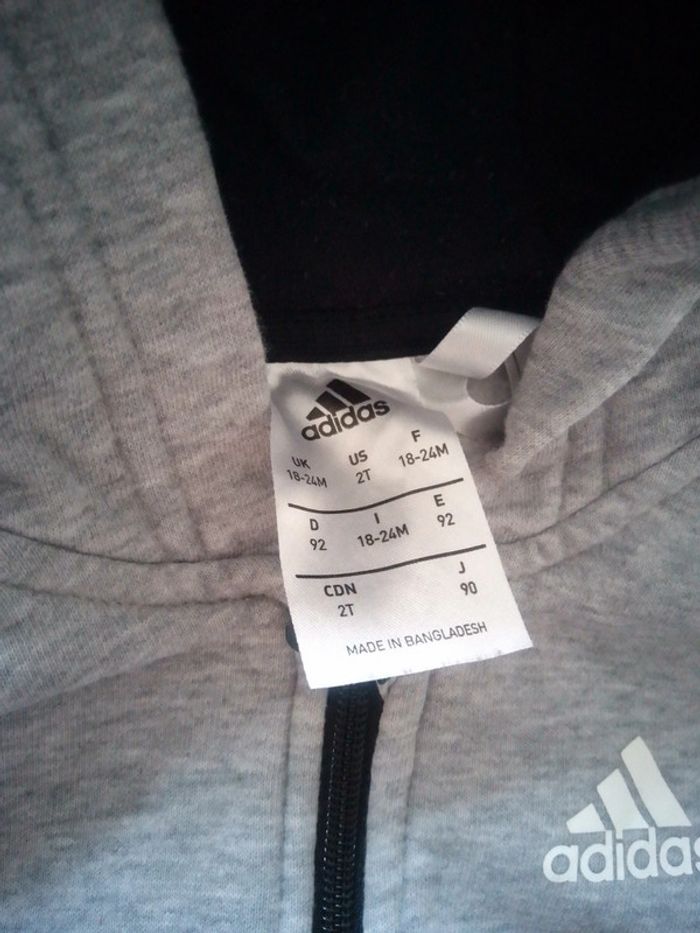 adidas
UK US F
18-24M 2T 18-24M
D I E
92 18-24M 92
CDN J
2T 90
MADE IN BANGLADESH
adidas